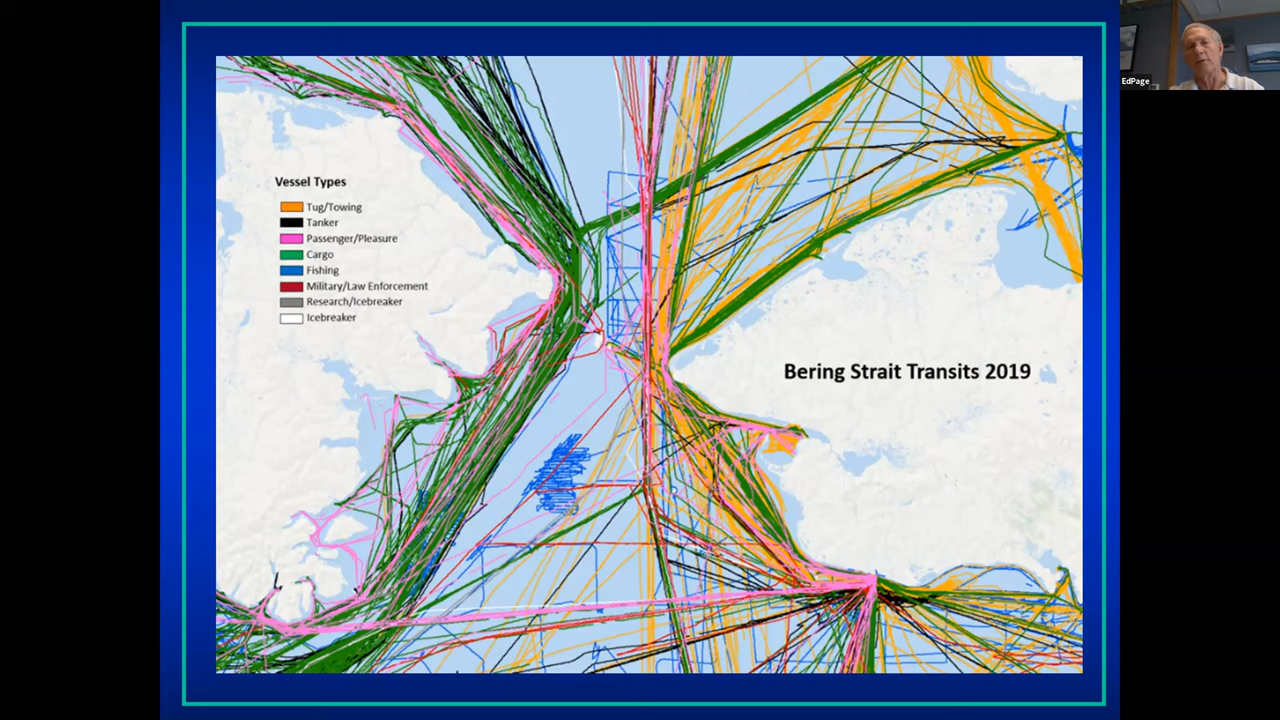 Vessel Types
Tug/Towing
Tanker
Passenger/Pleasure
Cargo
Fishing
Military/Law Enforcement
Research/Icebreaker
Icebreaker
Bering Strait Transits 2019
EdPage